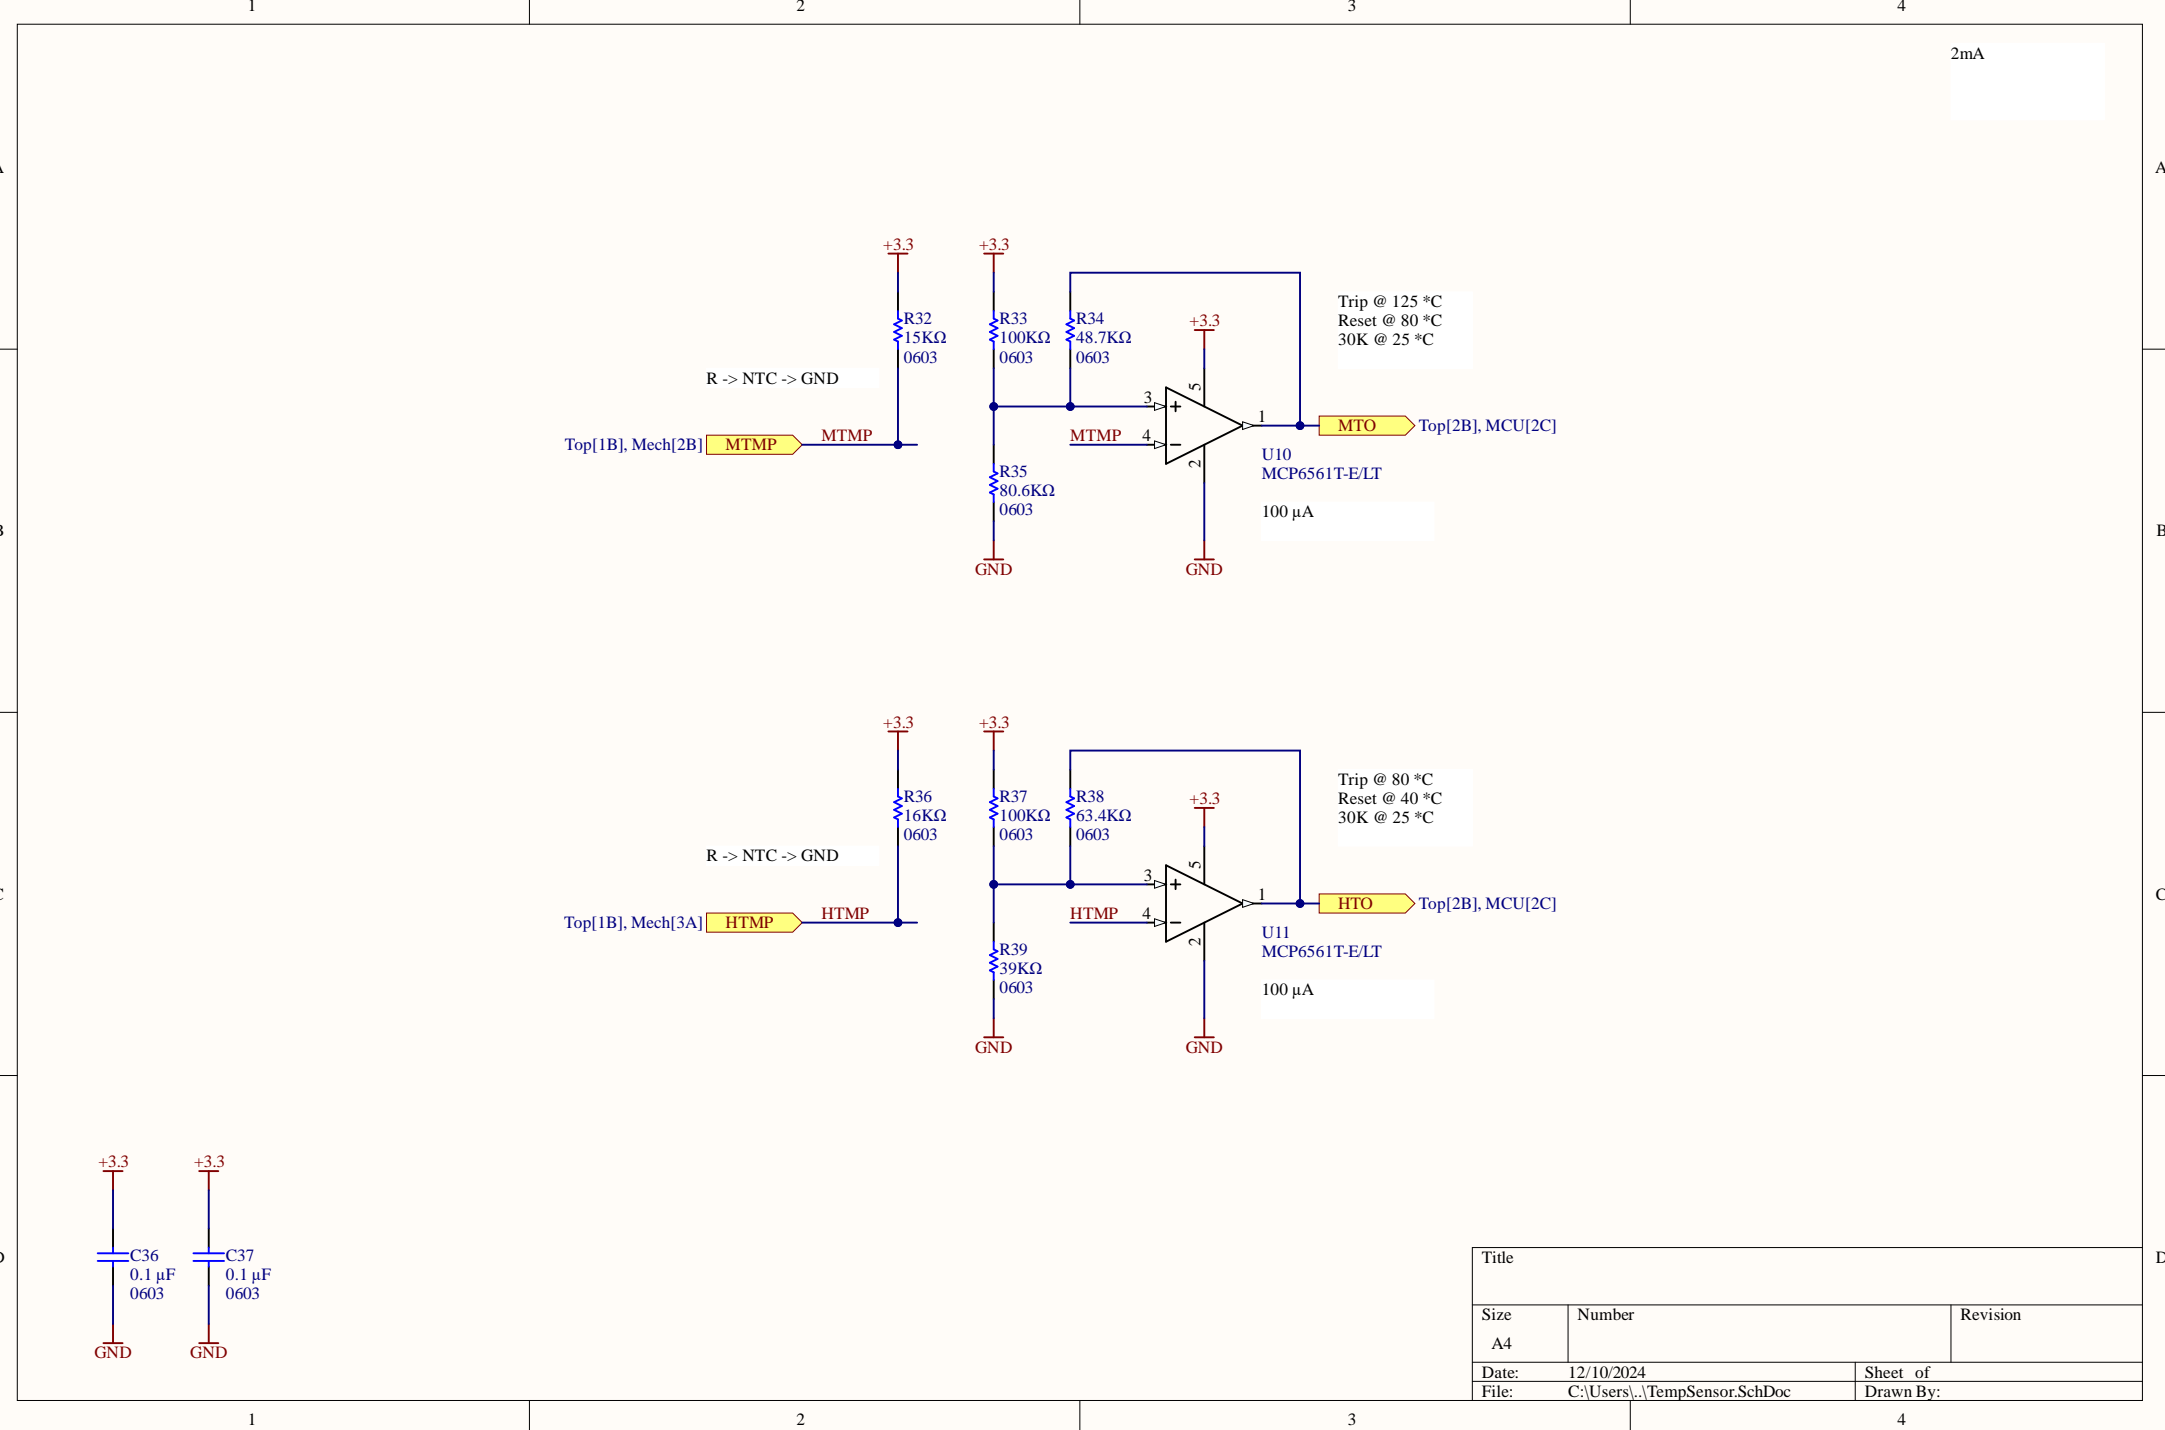 1
2
3
4
2mA
A
A
+3.3
+3.3
R32
15KΩ
0603
R33
100KΩ
0603
R34
48.7KΩ
0603
+3.3
Trip @ 125 *C
Reset @ 80 *C
30K @ 25 *C
R -> NTC -> GND
5
3
1
MTO
Top[2B], MCU[2C]
Top[1B], Mech[2B]
MTMP
MTMP
MTMP
4
2
U10
MCP6561T-E/LT
R35
80.6KΩ
0603
100 µA
B
B
GND
GND
+3.3
+3.3
R36
16KΩ
0603
R37
100KΩ
0603
R38
63.4KΩ
0603
+3.3
Trip @ 80 *C
Reset @ 40 *C
30K @ 25 *C
R -> NTC -> GND
5
3
1
HTO
Top[2B], MCU[2C]
C
C
Top[1B], Mech[3A]
HTMP
HTMP
HTMP
4
2
U11
MCP6561T-E/LT
R39
39KΩ
0603
100 µA
GND
GND
+3.3
+3.3
C36
0.1 µF
0603
C37
0.1 µF
0603
GND
GND
D
D
Title
Size
Number
Revision
A4
Date:
12/10/2024
Sheet of
File:
C:\Users\..\TempSensor.SchDoc
Drawn By:
1
2
3
4